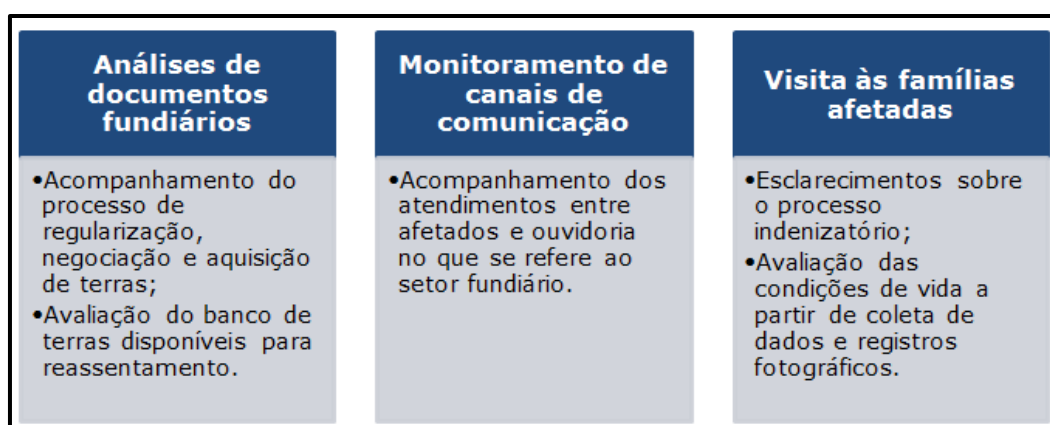 Análises de
documentos
fundiários
•Acompanhamento do
processo de
regularização,
negociação e aquisição
de terras;
•Avaliação do banco de
terras disponíveis para
reassentamento.
Monitoramento de
canais de
comunicação
•Acompanhamento dos
atendimentos entre
afetados e ouvidoria
no que se refere ao
setor fundiário.
Visita às famílias
afetadas
•Esclarecimentos sobre
o processo
indenizatório;
•Avaliação das
condições de vida a
partir de coleta de
dados e registros
fotográficos.